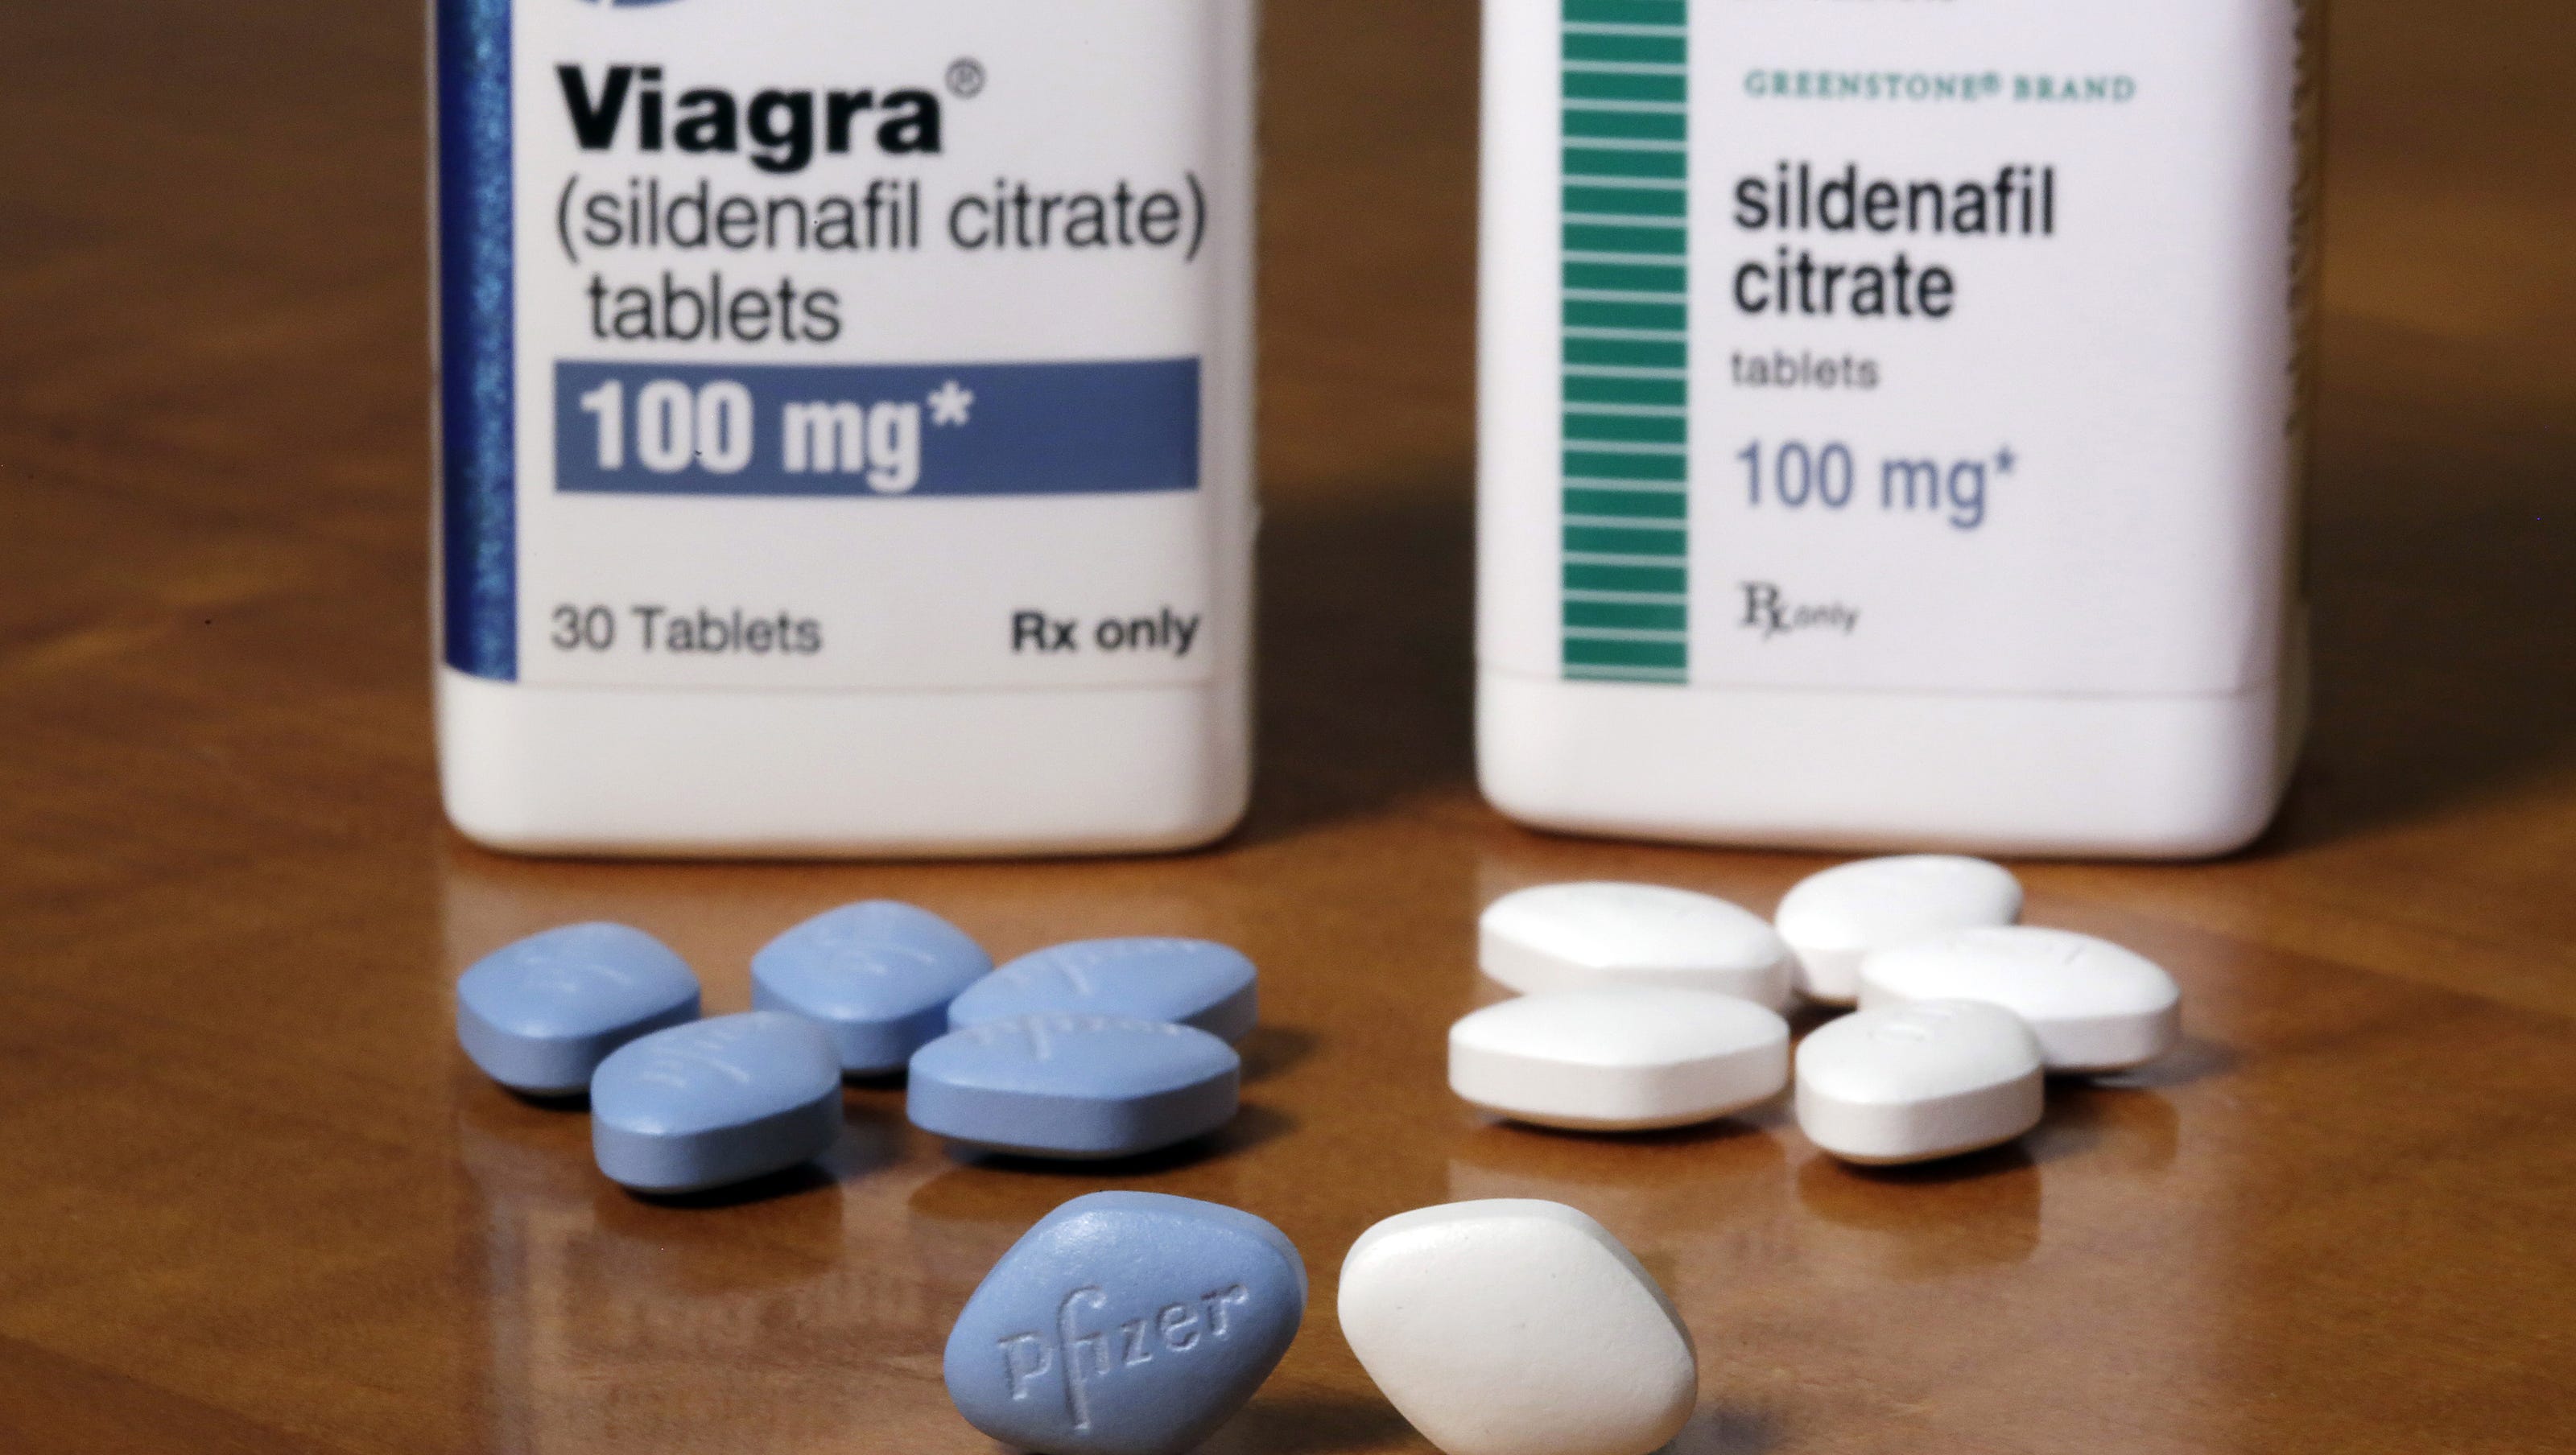 Viagra®
(sildenafil citrate)
tablets
100 mg*
30 Tablets Rx only
GREENSTONE® BRAND
sildenafil
citrate
tablets
100 mg*
Rx only
pfizer